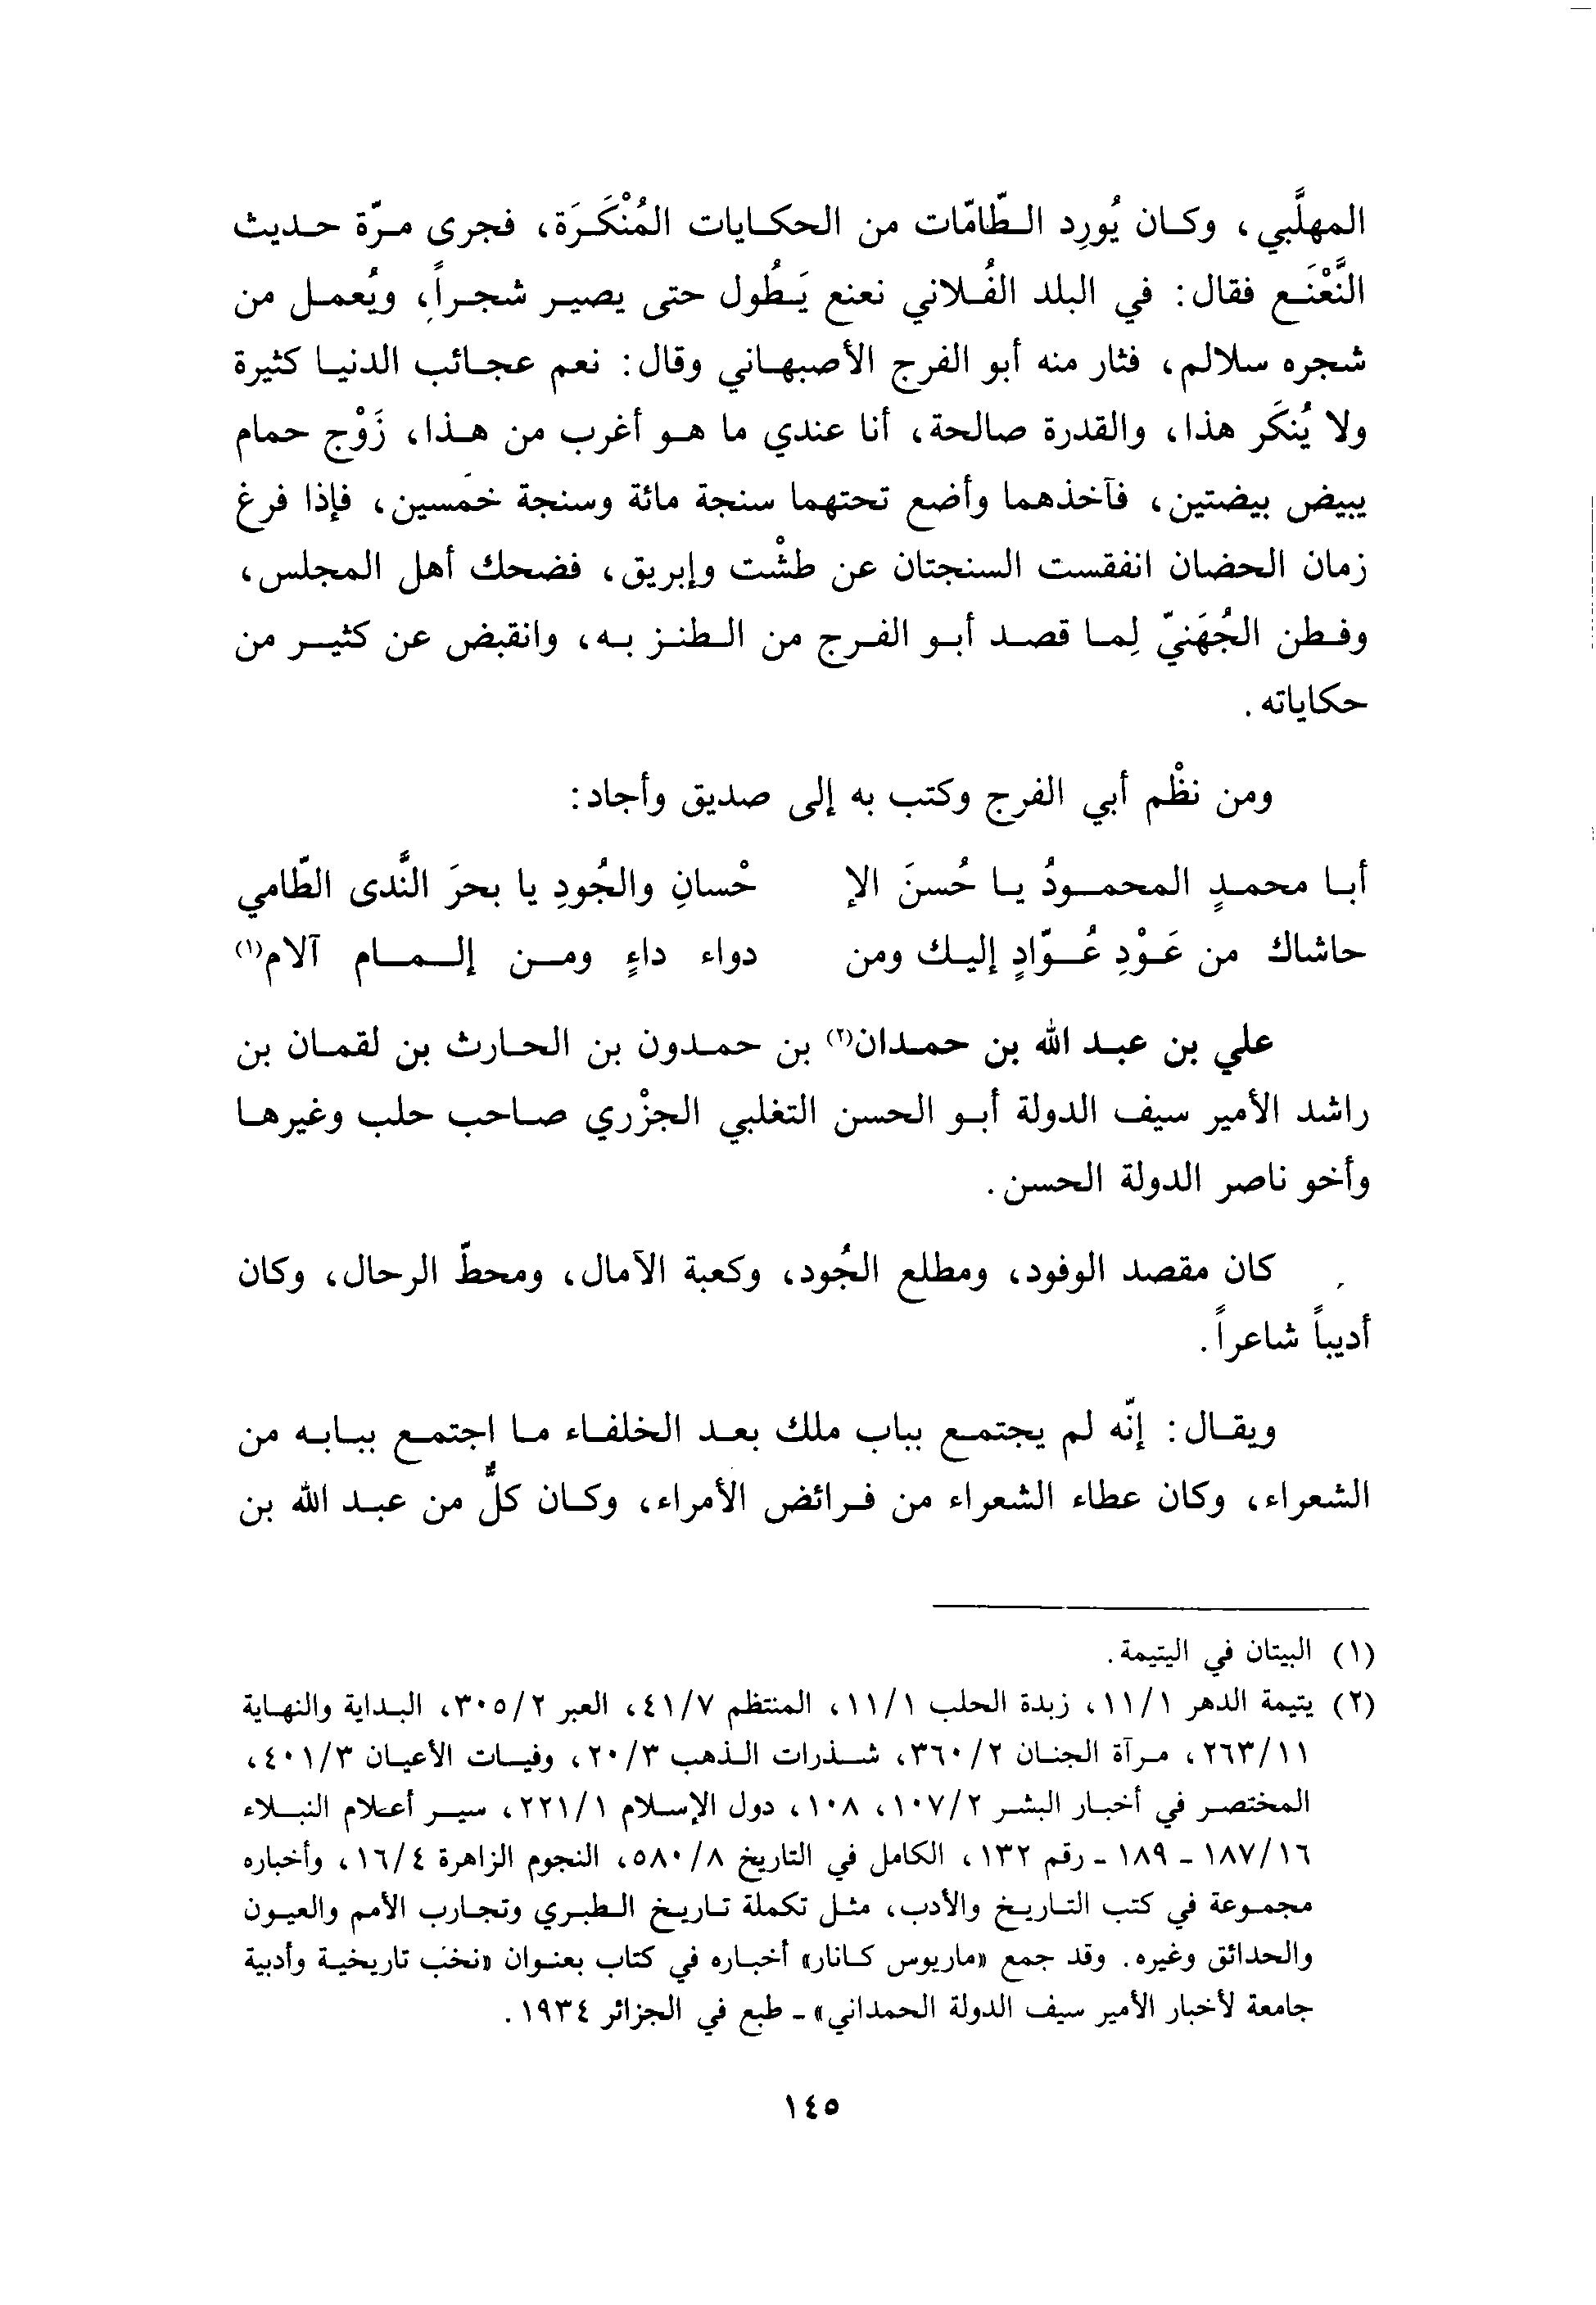 المهلَّبي، وكان يُورِد الطّامّات من الحكايات المُنْكَرَة، فجرى مرّة حديث
النَّعْنَع فقال: في البلد الفُلاني نعنع يَطُول حتى يصير شجراً، ويُعمل من
شجره سلالم، فثار منه أبو الفرج الأصبهاني وقال: نعم عجائب الدنيا كثيرة
ولا يُنكَر هذا، والقدرة صالحة، أنا عندي ما هو أغرب من هذا، زَوْج حمام
يبيض بيضتين، فآخذهما وأضع تحتهما سنجة مائة وسنجة خمسين، فإذا فرغ
زمان الحضان انفقست السنجتان عن طشْت وإبريق، فضحك أهل المجلس،
وفطن الجُهَنيّ لِما قصد أبو الفرج من الطنز به، وانقبض عن كثير من
حكاياته.
ومن نظْم أبي الفرج وكتب به إلى صديق وأجاد:
أبا محمدٍ المحمودُ يا حُسنَ الإ حْسانِ والجُودِ يا بحرَ النَّدى الطّامي
حاشاك من عَوْدِ عُوّادٍ إليك ومن دواء داءٍ ومن إلمام آلام(١)
علي بن عبد الله بن حمدان(٢) بن حمدون بن الحارث بن لقمان بن
راشد الأمير سيف الدولة أبو الحسن التغلبي الجزْري صاحب حلب وغيرها
وأخو ناصر الدولة الحسن.
كان مقصد الوفود، ومطلع الجُود، وكعبة الآمال، ومحطّ الرحال، وكان
أديباً شاعراً.
ويقال: إنّه لم يجتمع بباب ملك بعد الخلفاء ما اجتمع ببابه من
الشعراء، وكان عطاء الشعراء من فرائض الأمراء، وكان كلٌّ من عبد الله بن
(١) البيتان في اليتيمة.
(٢) يتيمة الدهر ١/١١، زبدة الحلب ١/١١، المنتظم ٧/٤١، العبر ٢/٣٠٥، البداية والنهاية
١١/٢٦٣، مرآة الجنان ٢/٣٦٠، شذرات الذهب ٣/٢٠، وفيات الأعيان ٣/٤٠١،
المختصر في أخبار البشر ٢/١٠٧، ١٠٨، دول الإسلام ١/٢٢١، سير أعلام النبلاء
١٦/١٨٧ - ١٨٩ - رقم ١٣٢، الكامل في التاريخ ٨/٥٨٠، النجوم الزاهرة ٤/١٦، وأخباره
مجموعة في كتب التاريخ والأدب، مثل تكملة تاريخ الطبري وتجارب الأمم والعيون
والحدائق وغيره. وقد جمع «ماريوس كانار» أخباره في كتاب بعنوان «نخب تاريخية وأدبية
جامعة لأخبار الأمير سيف الدولة الحمداني» - طبع في الجزائر ١٩٣٤.
١٤٥